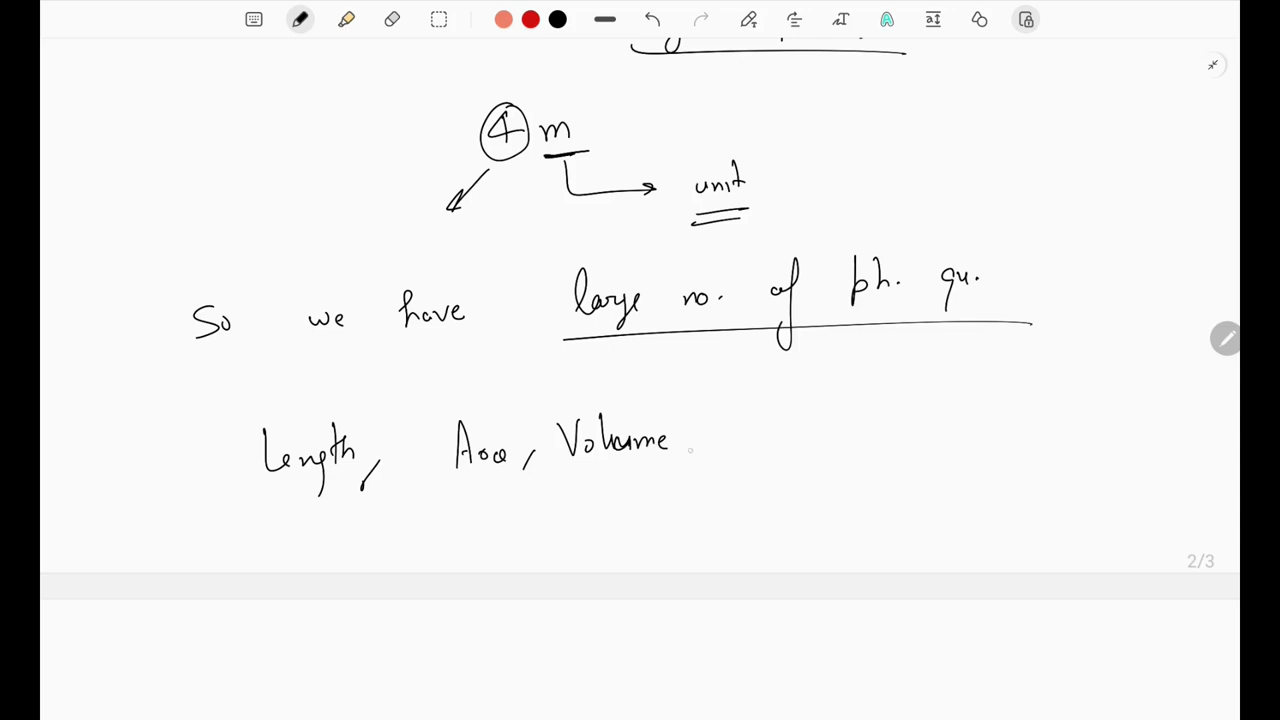 4 m
unit
So we have large no. of ph. qu.
Length, Area, Volume
2/3